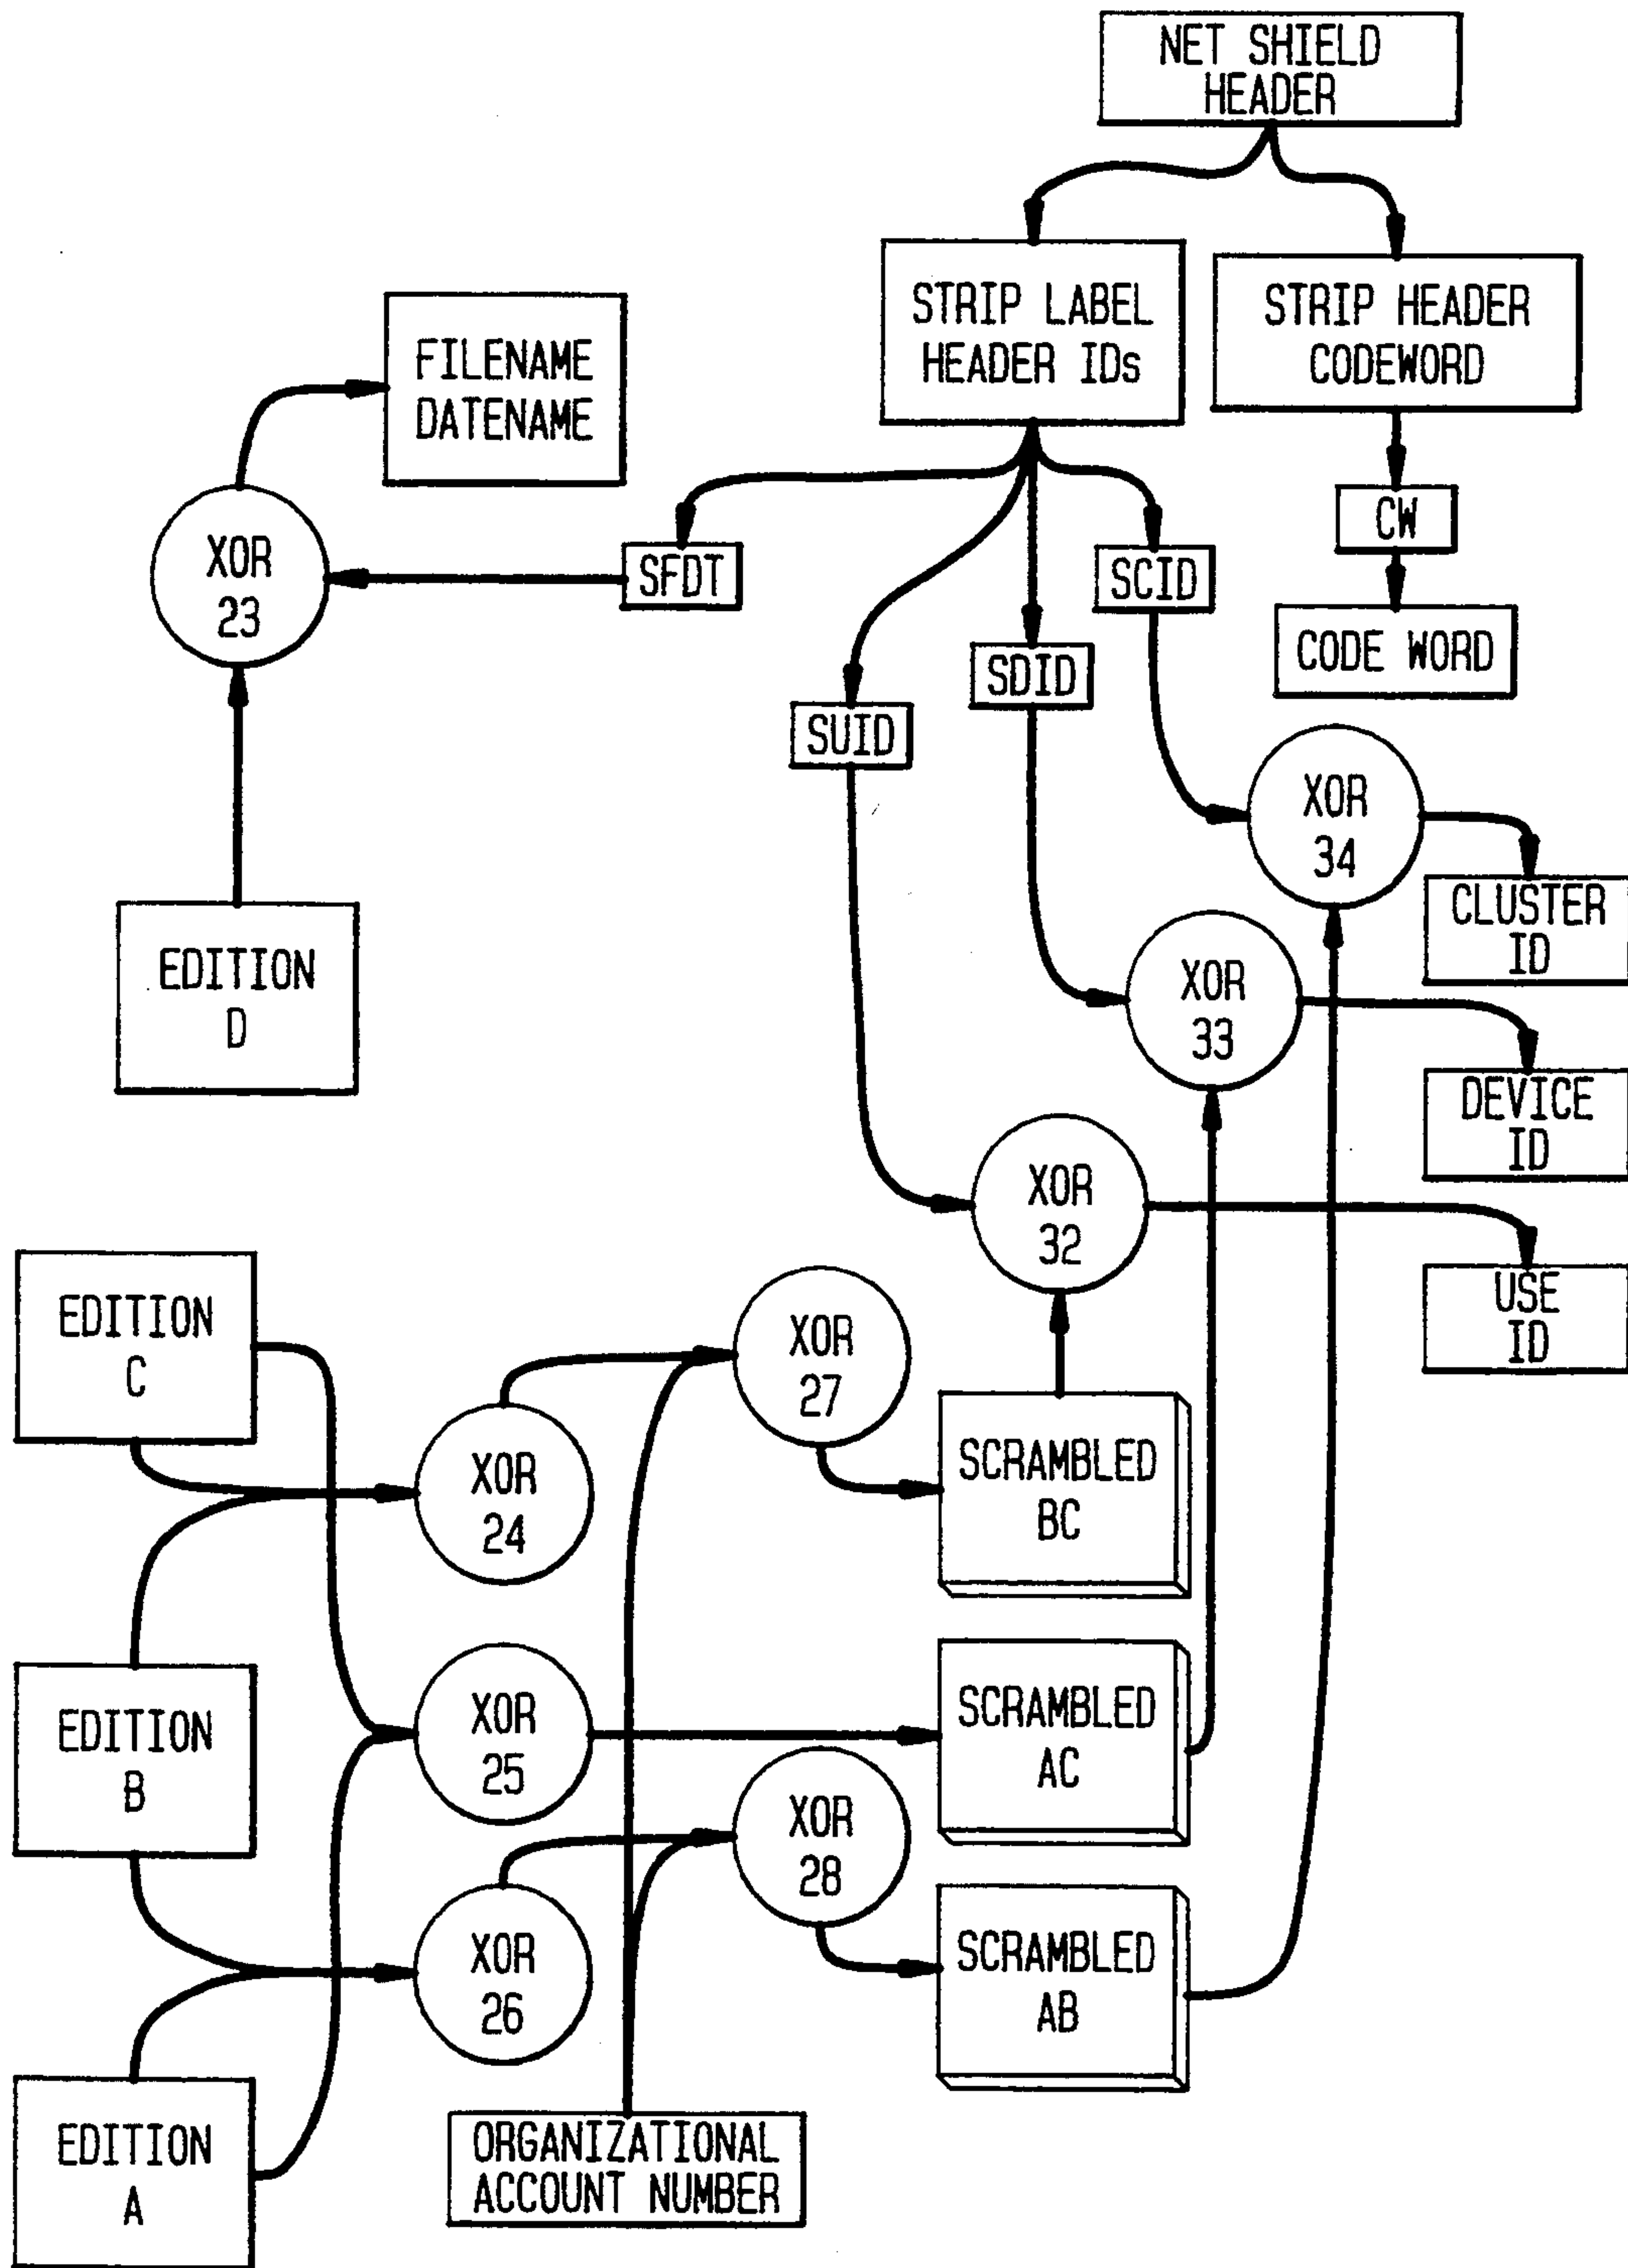 NET SHIELD
HEADER
STRIP LABEL
HEADER IDs
STRIP HEADER
CODEWORD
FILENAME
DATENAME
CW
XOR
23
SFDT
SCID
CODE WORD
SDID
SUID
XOR
34
CLUSTER
ID
EDITION
D
XOR
33
DEVICE
ID
XOR
32
USE
ID
EDITION
C
XOR
27
XOR
24
SCRAMBLED
BC
EDITION
B
XOR
25
SCRAMBLED
AC
XOR
28
XOR
26
SCRAMBLED
AB
EDITION
A
ORGANIZATIONAL
ACCOUNT NUMBER